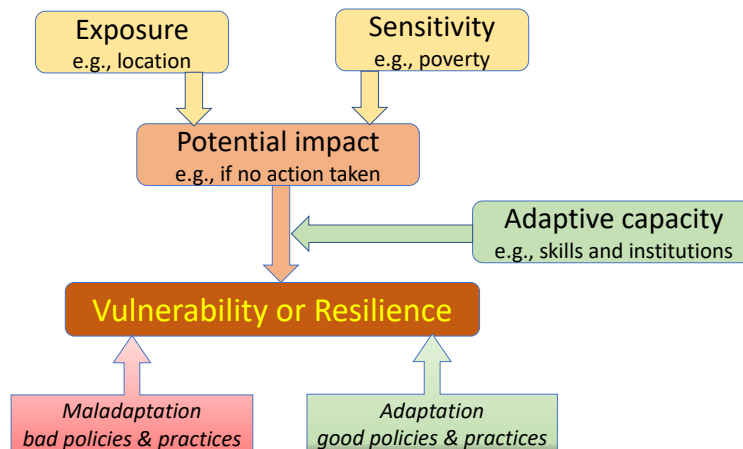 Exposure
e.g., location
Sensitivity
e.g., poverty
Potential impact
e.g., if no action taken
Adaptive capacity
e.g., skills and institutions
Vulnerability or Resilience
Maladaptation
bad policies & practices
Adaptation
good policies & practices